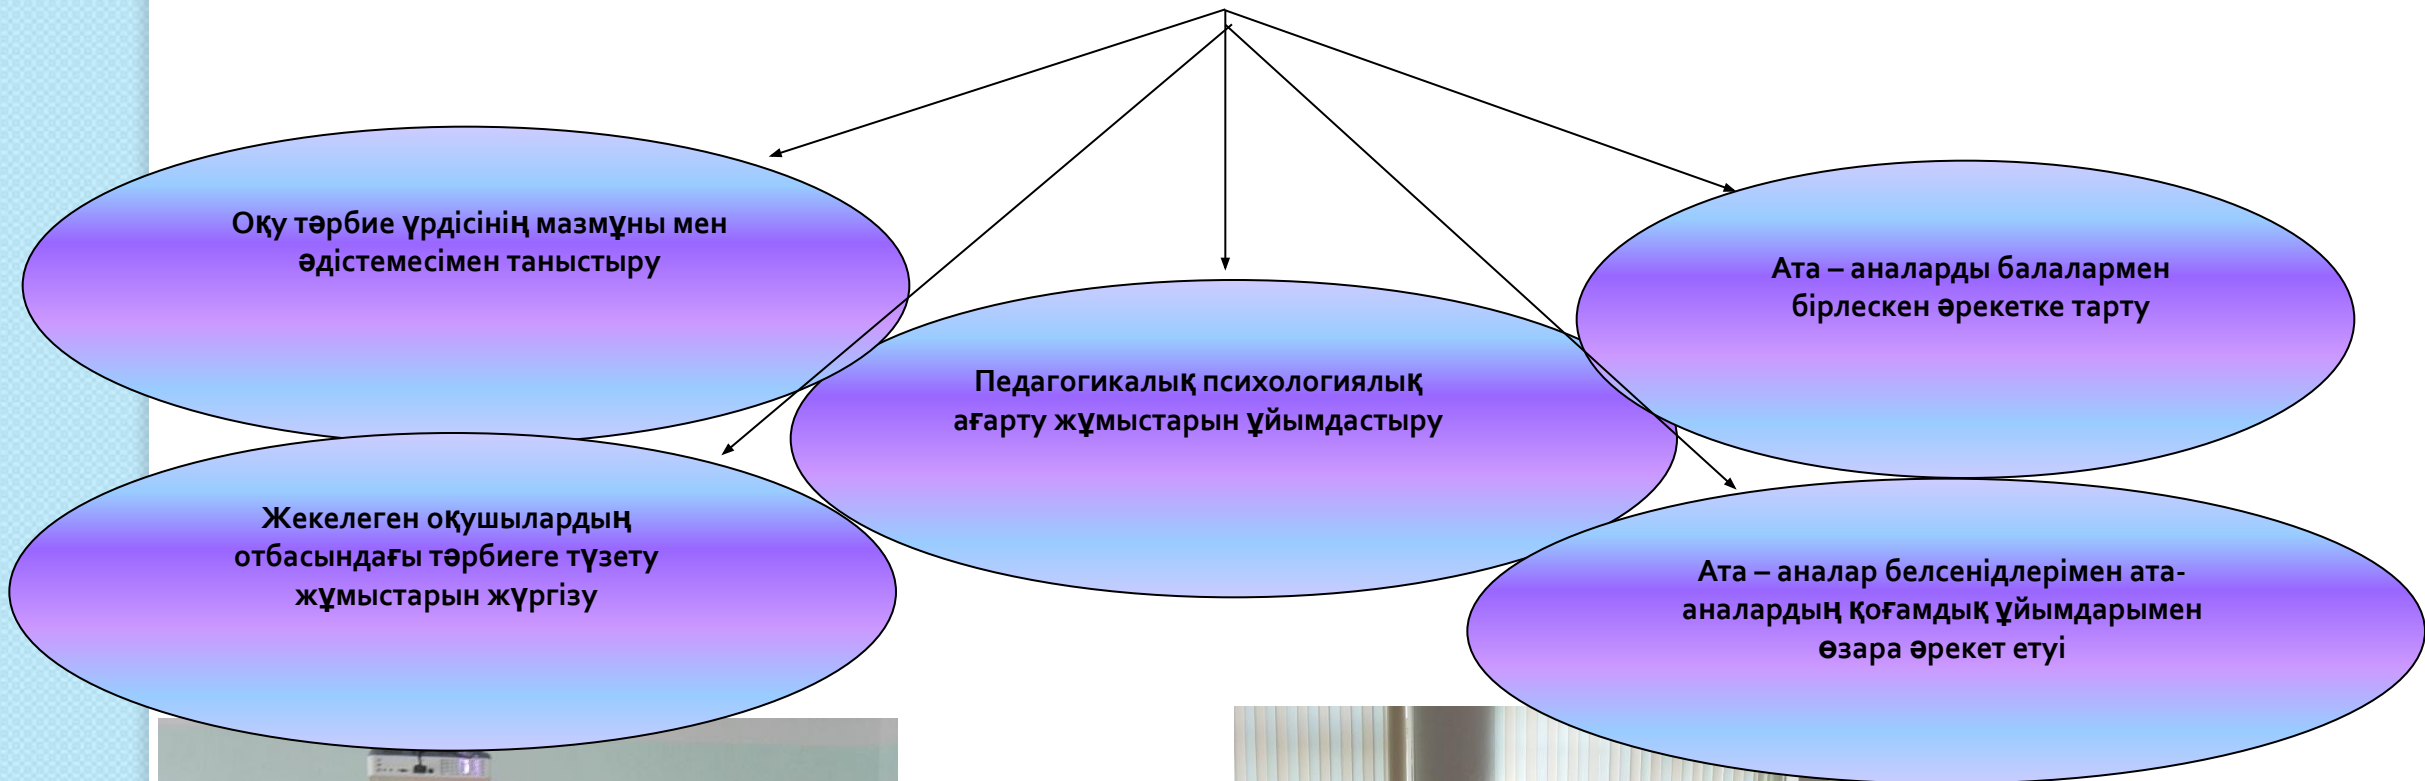 Оқу тәрбие үрдісінің мазмұны мен
әдістемесімен таныстыру
Ата – аналарды балалармен
бірлескен әрекетке тарту
Педагогикалық психологиялық
ағарту жұмыстарын ұйымдастыру
Жекелеген оқушылардың
отбасындағы тәрбиеге түзету
жұмыстарын жүргізу
Ата – аналар белсенідлерімен ата-
аналардың қоғамдық ұйымдарымен
өзара әрекет етуі